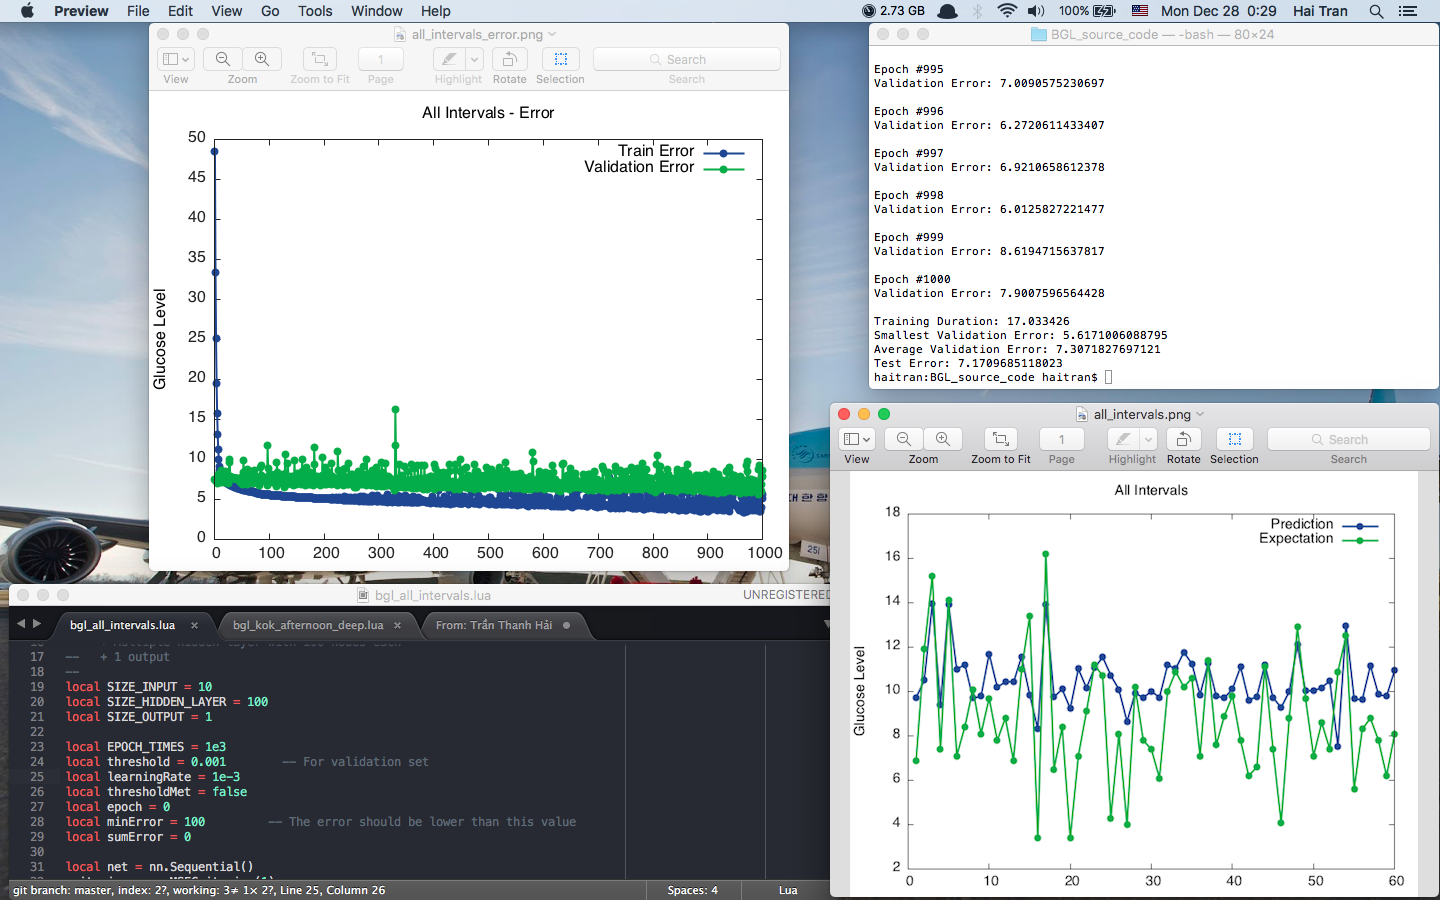 Preview File Edit View Go Tools Window Help 2.73 GB 100% Mon Dec 28 0:29 Hai Tran
all_intervals_error.png
View Zoom Zoom to Fit 1 Page Highlight Rotate Selection Search
Search
All Intervals - Error
Train Error
Validation Error
Glucose Level
50
45
40
35
30
25
20
15
10
5
0
0 100 200 300 400 500 600 700 800 900 1000
BGL_source_code — -bash — 80×24
Epoch #995
Validation Error: 7.0090575230697
Epoch #996
Validation Error: 6.2720611433407
Epoch #997
Validation Error: 6.9210658612378
Epoch #998
Validation Error: 6.0125827221477
Epoch #999
Validation Error: 8.6194715637817
Epoch #1000
Validation Error: 7.9007596564428
Training Duration: 17.033426
Smallest Validation Error: 5.6171006088795
Average Validation Error: 7.3071827697121
Test Error: 7.1709685118023
haitran:BGL_source_code haitran$
대한항
251
bgl_all_intervals.lua UNREGISTERED
bgl_all_intervals.lua × bgl_kok_afternoon_deep.lua × From: Trần Thanh Hải
17 -- + 1 output
18 --
19 local SIZE_INPUT = 10
20 local SIZE_HIDDEN_LAYER = 100
21 local SIZE_OUTPUT = 1
22
23 local EPOCH_TIMES = 1e3
24 local threshold = 0.001 -- For validation set
25 local learningRate = 1e-3
26 local thresholdMet = false
27 local epoch = 0
28 local minError = 100 -- The error should be lower than this value
29 local sumError = 0
30
31 local net = nn.Sequential()
git branch: master, index: 2?, working: 3≠ 1× 2?, Line 25, Column 26 Spaces: 4 Lua
all_intervals.png
1 Search
View Zoom Zoom to Fit Page Highlight Rotate Selection Search
All Intervals
Prediction
Expectation
Glucose Level
18
16
14
12
10
8
6
4
2
0 10 20 30 40 50 60